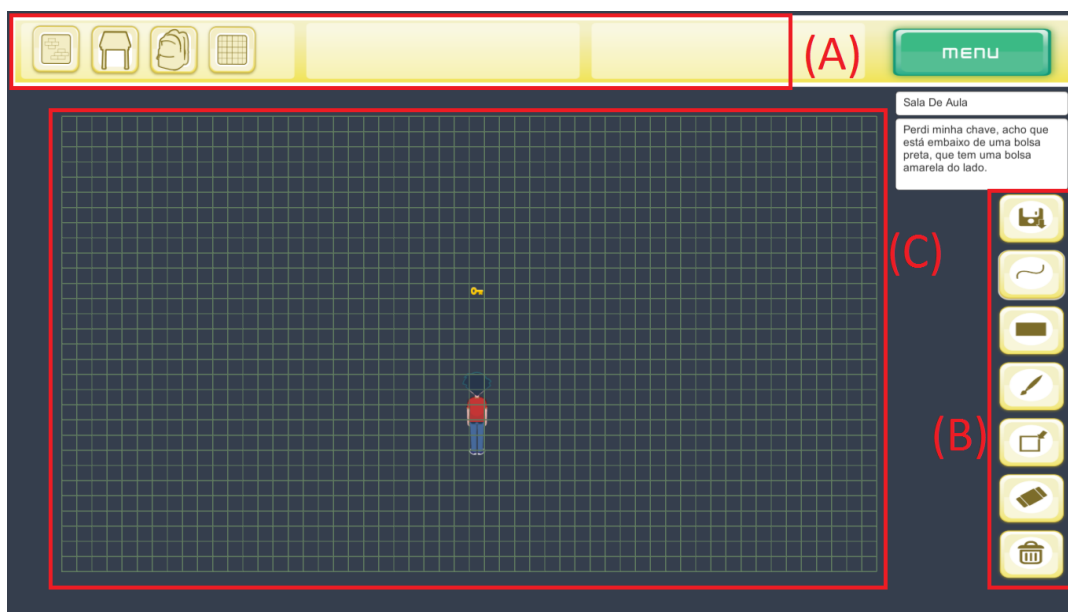 (A)
MENU
Sala De Aula
Perdi minha chave, acho que
está embaixo de uma bolsa
preta, que tem uma bolsa
amarela do lado.
(C)
(B)